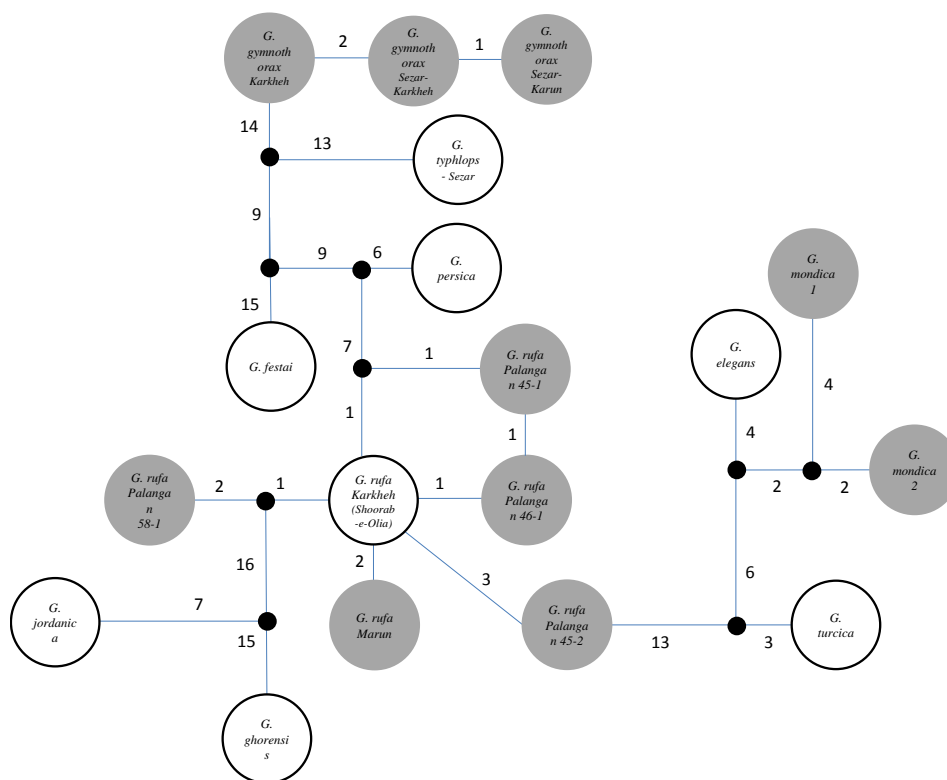 G.
gymnoth
orax
Karkheh
2
G.
gymnoth
orax
Sezar-
Karkheh
1
G.
gymnoth
orax
Sezar-
Karun
14
13
G.
typhlops
- Sezar
9
9
6
G.
persica
G.
mondica
1
15
G. festai
7
1
G. rufa
Palanga
n 45-1
G.
elegans
4
1
1
4
G. rufa
Palanga
n 58-1
2
1
G. rufa
Karkheh
(Shoorab
-e-Olia)
1
G. rufa
Palanga
n 46-1
2
2
G.
mondica
2
16
2
3
6
G.
jordanic
a
7
15
G. rufa
Marun
G. rufa
Palanga
n 45-2
13
3
G.
turcica
G.
ghorensi
s